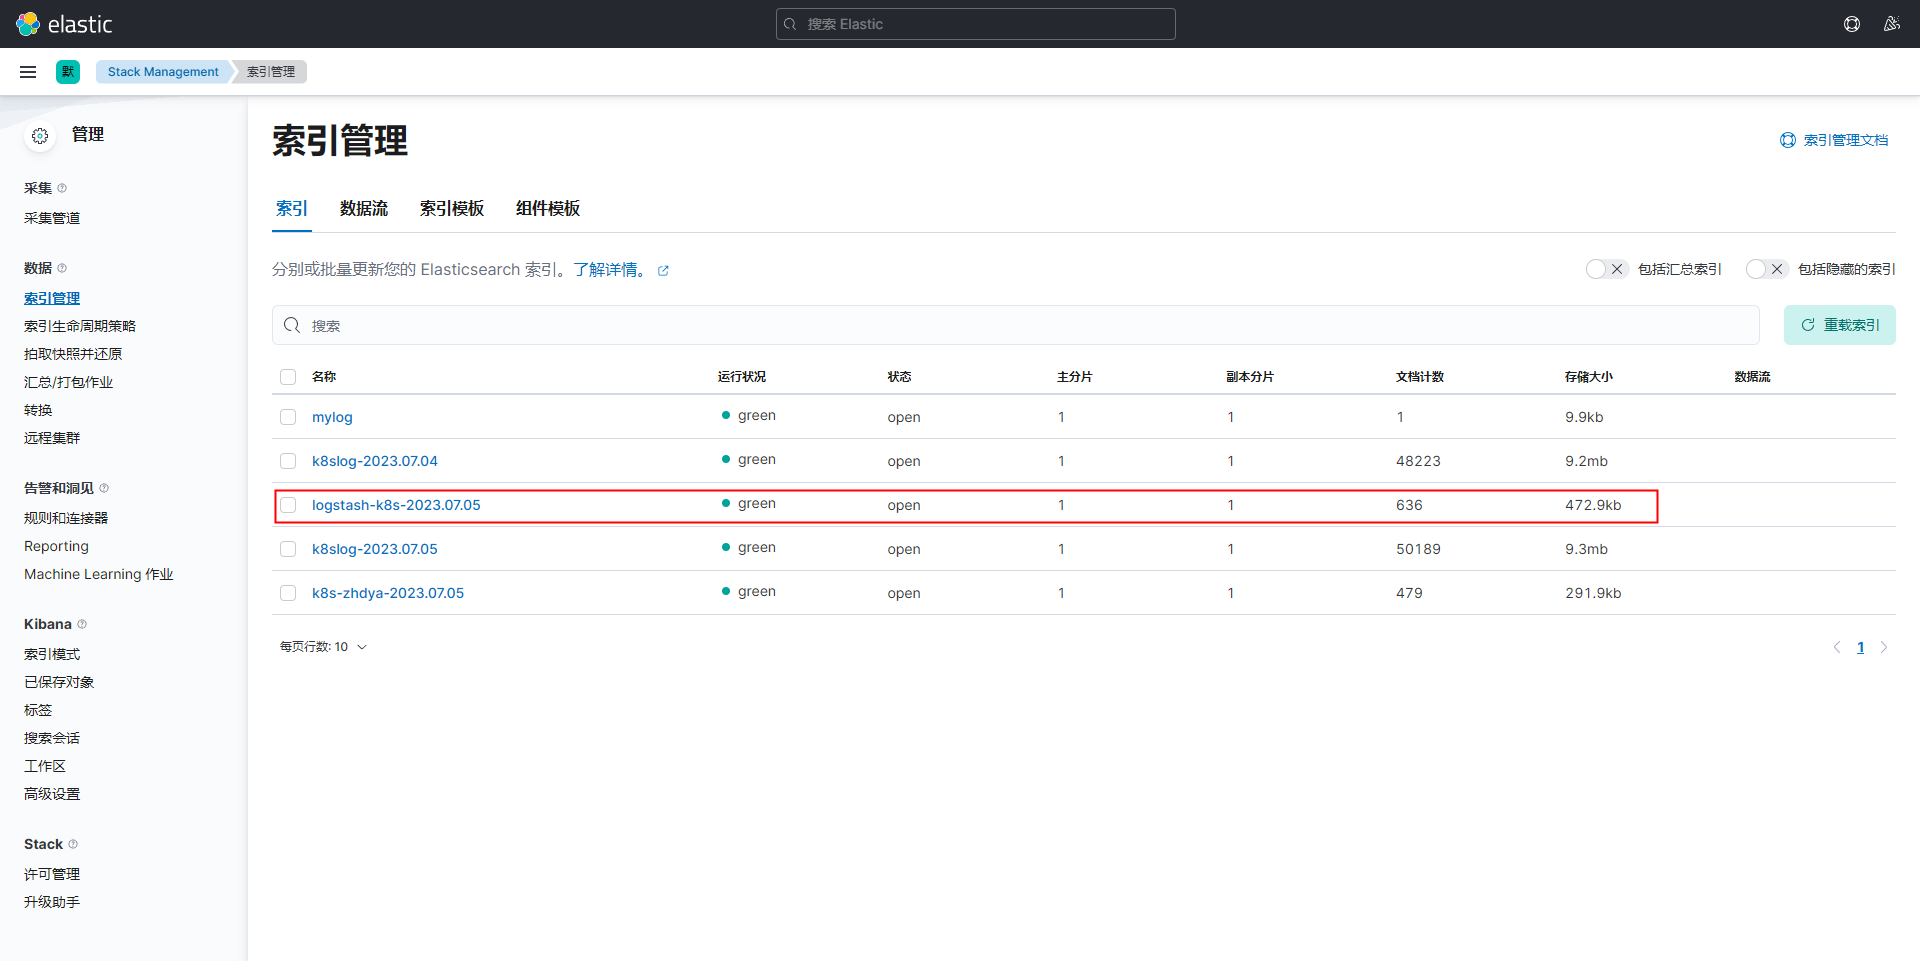 elastic
搜索 Elastic
默
Stack Management
索引管理
管理
采集
采集管道
数据
索引管理
索引生命周期策略
拍取快照并还原
汇总/打包作业
转换
远程集群
告警和洞见
规则和连接器
Reporting
Machine Learning 作业
Kibana
索引模式
已保存对象
标签
搜索会话
工作区
高级设置
Stack
许可管理
升级助手
索引管理
索引管理文档
索引 数据流 索引模板 组件模板
分别或批量更新您的 Elasticsearch 索引。了解详情。
包括汇总索引 包括隐藏的索引
搜索
重载索引
名称 运行状况 状态 主分片 副本分片 文档计数 存储大小 数据流
mylog green open 1 1 1 9.9kb
k8slog-2023.07.04 green open 1 1 48223 9.2mb
logstash-k8s-2023.07.05 green open 1 1 636 472.9kb
k8slog-2023.07.05 green open 1 1 50189 9.3mb
k8s-zhdya-2023.07.05 green open 1 1 479 291.9kb
每页行数: 10
1